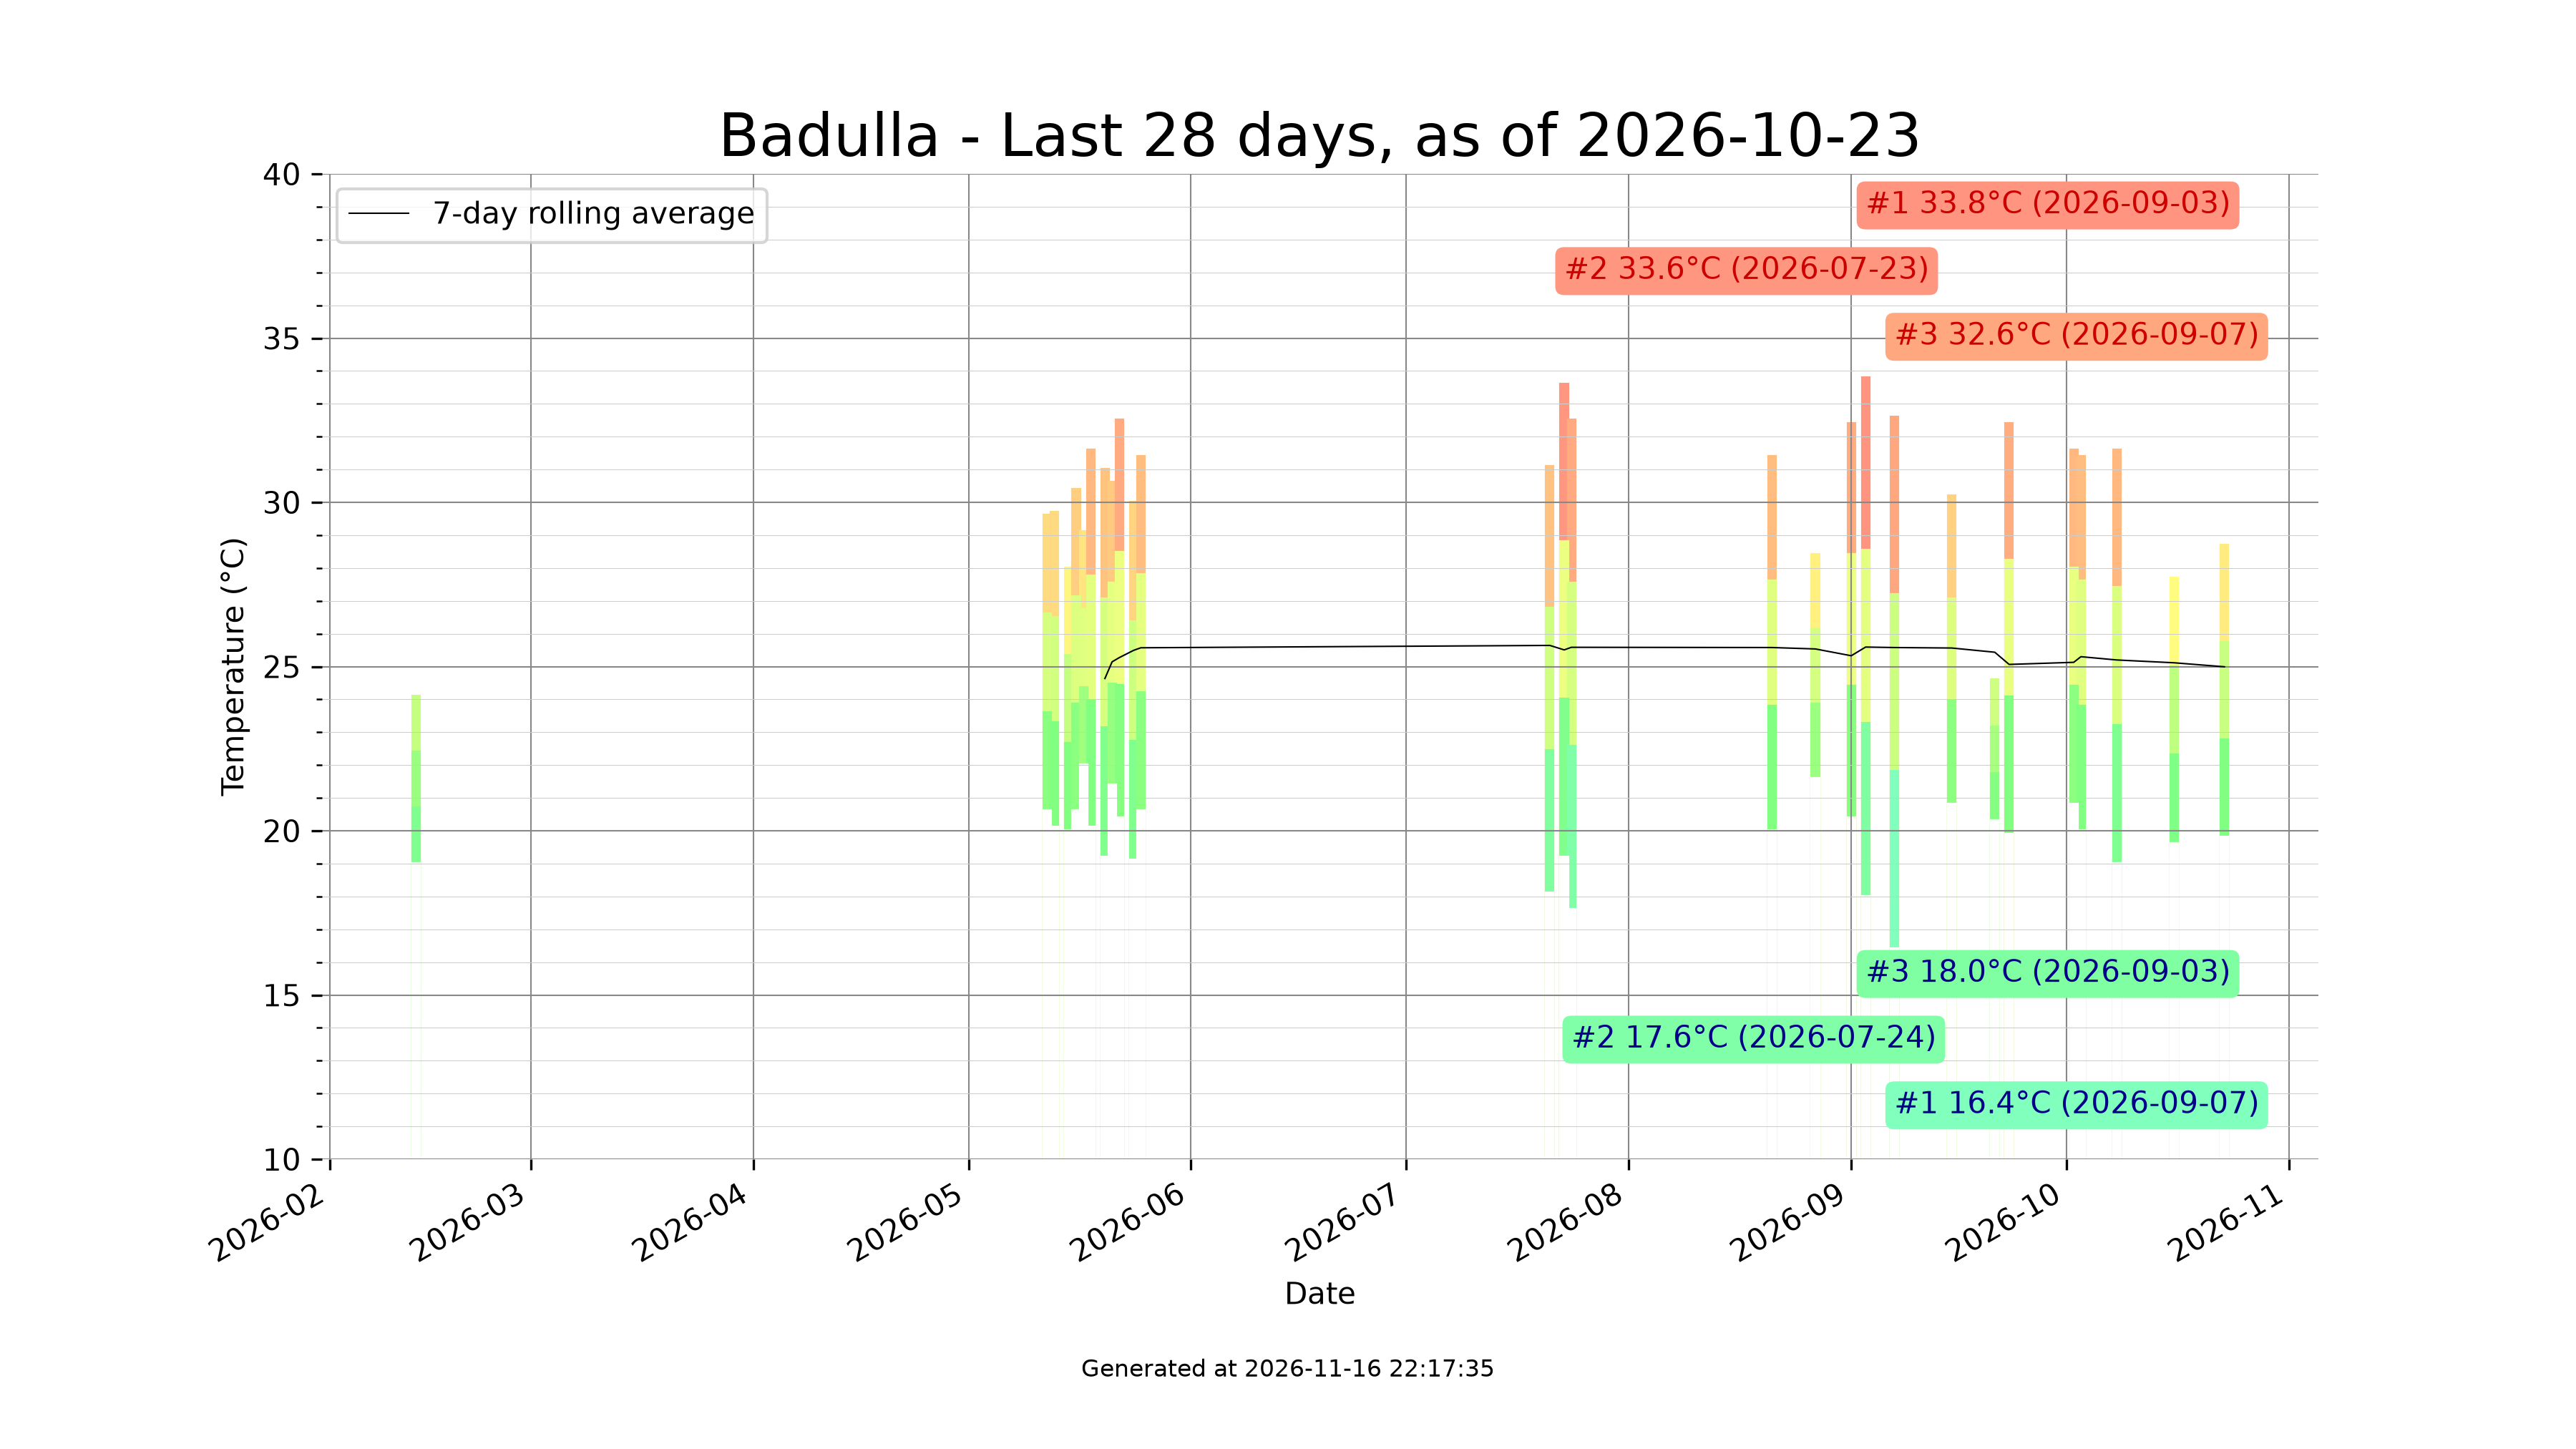 Badulla - Last 28 days, as of 2026-10-23
7-day rolling average
#1 33.8°C (2026-09-03)
#2 33.6°C (2026-07-23)
#3 32.6°C (2026-09-07)
#3 18.0°C (2026-09-03)
#2 17.6°C (2026-07-24)
#1 16.4°C (2026-09-07)
Temperature (°C)
40
35
30
25
20
15
10
2026-02
2026-03
2026-04
2026-05
2026-06
2026-07
2026-08
2026-09
2026-10
2026-11
Date
Generated at 2026-11-16 22:17:35